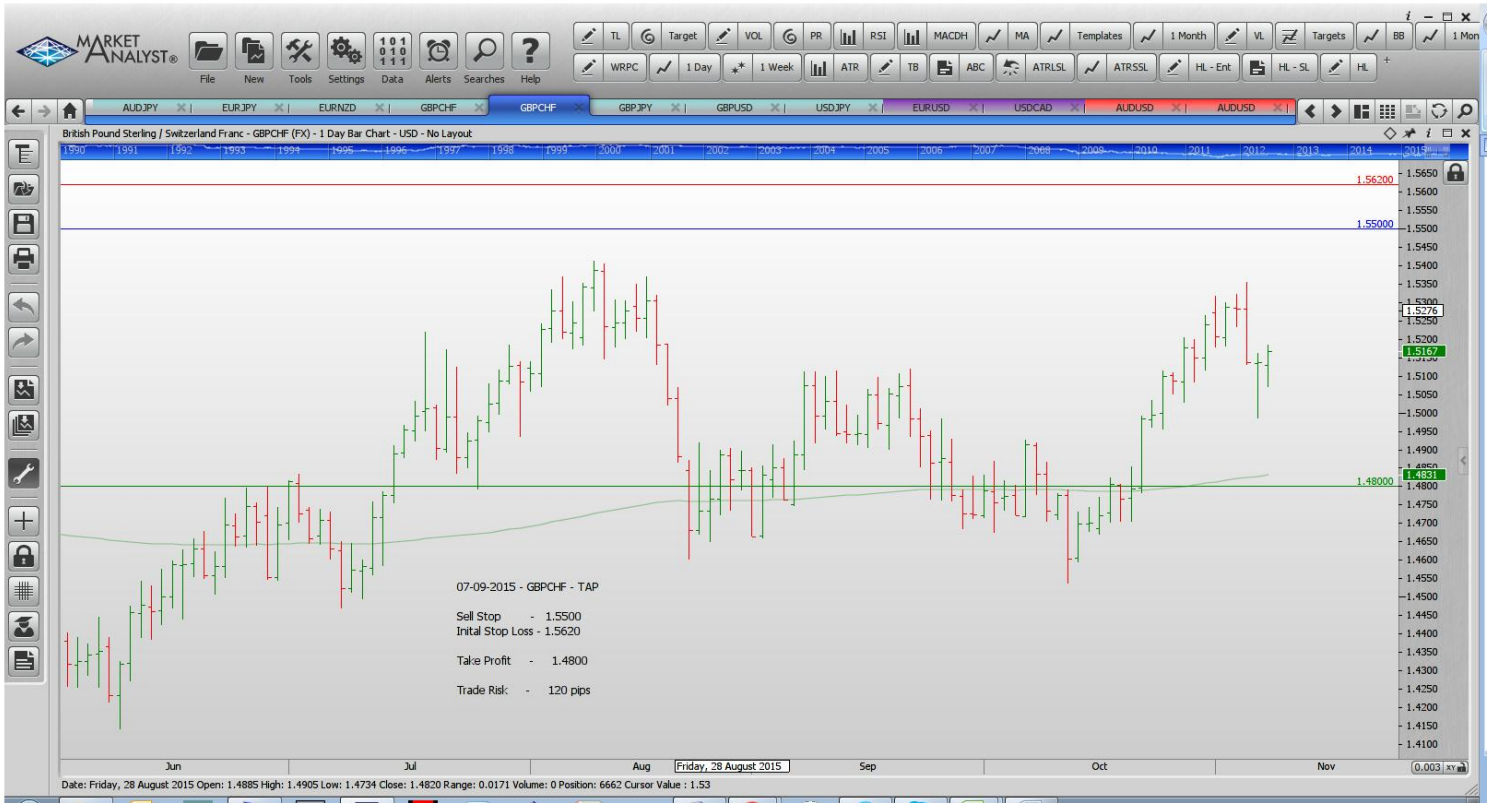 MARKET ANALYST®
File New Tools Settings Data Alerts Searches Help
TL Target VOL PR RSI MACDH MA Templates 1 Month VL Targets BB 1 Mon
WRPC 1 Day 1 Week ATR TB ABC ATRLSL ATRSSL HL - Ent HL - SL HL +
AUDJPY EURJPY EURNZD GBPCHF GBPCHF GBPJPY GBPUSD USDJPY EURUSD USDCAD AUDUSD AUDUSD
British Pound Sterling / Switzerland Franc - GBPCHF (FX) - 1 Day Bar Chart - USD - No Layout
1990 1991 1992 1993 1994 1995 1996 1997 1998 1999 2000 2001 2002 2003 2004 2005 2006 2007 2008 2009 2010 2011 2012 2013 2014 2015
1.5650
1.56200
1.5600
1.5550
1.55000
1.5500
1.5450
1.5400
1.5350
1.5300
1.5276
1.5250
1.5200
1.5167
1.5150
1.5100
1.5050
1.5000
1.4950
1.4900
1.4850
1.4831
1.48000
1.4800
1.4750
1.4700
1.4650
1.4600
1.4550
1.4500
1.4450
1.4400
1.4350
1.4300
1.4250
1.4200
1.4150
1.4100
07-09-2015 - GBPCHF - TAP
Sell Stop - 1.5500
Inital Stop Loss - 1.5620
Take Profit - 1.4800
Trade Risk - 120 pips
Jun Jul Aug Friday, 28 August 2015 Sep Oct Nov 0.003 XY
Date: Friday, 28 August 2015 Open: 1.4885 High: 1.4905 Low: 1.4734 Close: 1.4820 Range: 0.0171 Volume: 0 Position: 6662 Cursor Value : 1.53